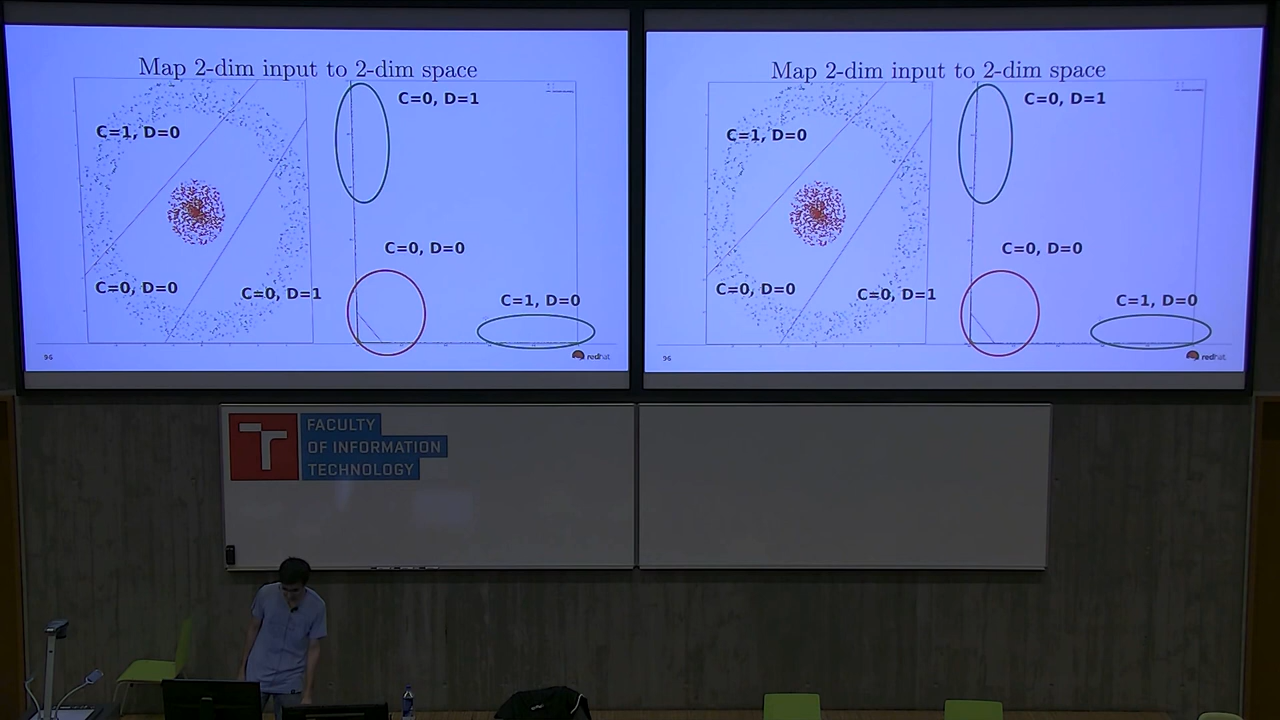 Map 2-dim input to 2-dim space
C=0, D=1
C=1, D=0
C=0, D=0
C=0, D=0
C=0, D=1
C=1, D=0
96
redhat
Map 2-dim input to 2-dim space
C=0, D=1
C=1, D=0
C=0, D=0
C=0, D=0
C=0, D=1
C=1, D=0
96
redhat
FACULTY
OF INFORMATION
TECHNOLOGY